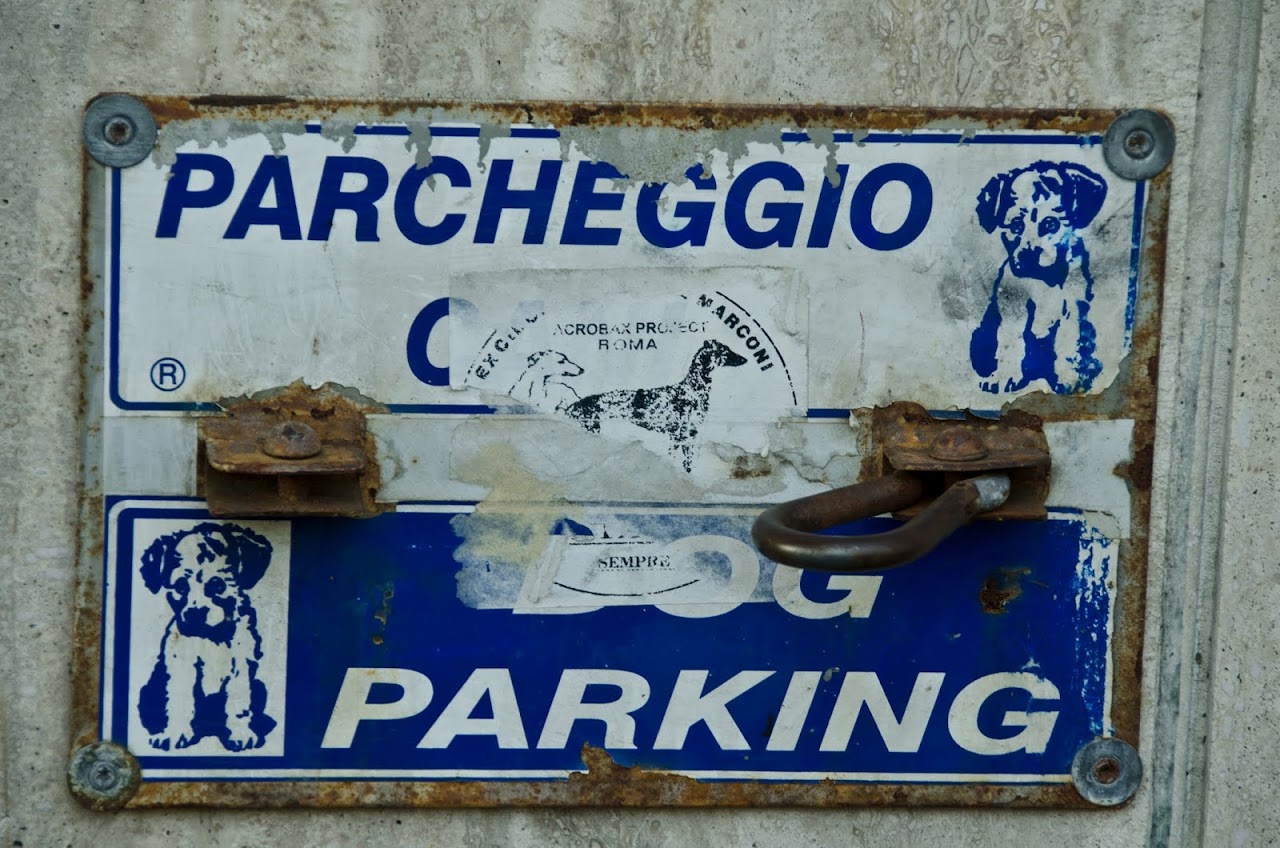 PARCHEGGIO
C
MARCONI
ACROBAX PROJECT
ROMA
®
SEMPRE
DOG
PARKING